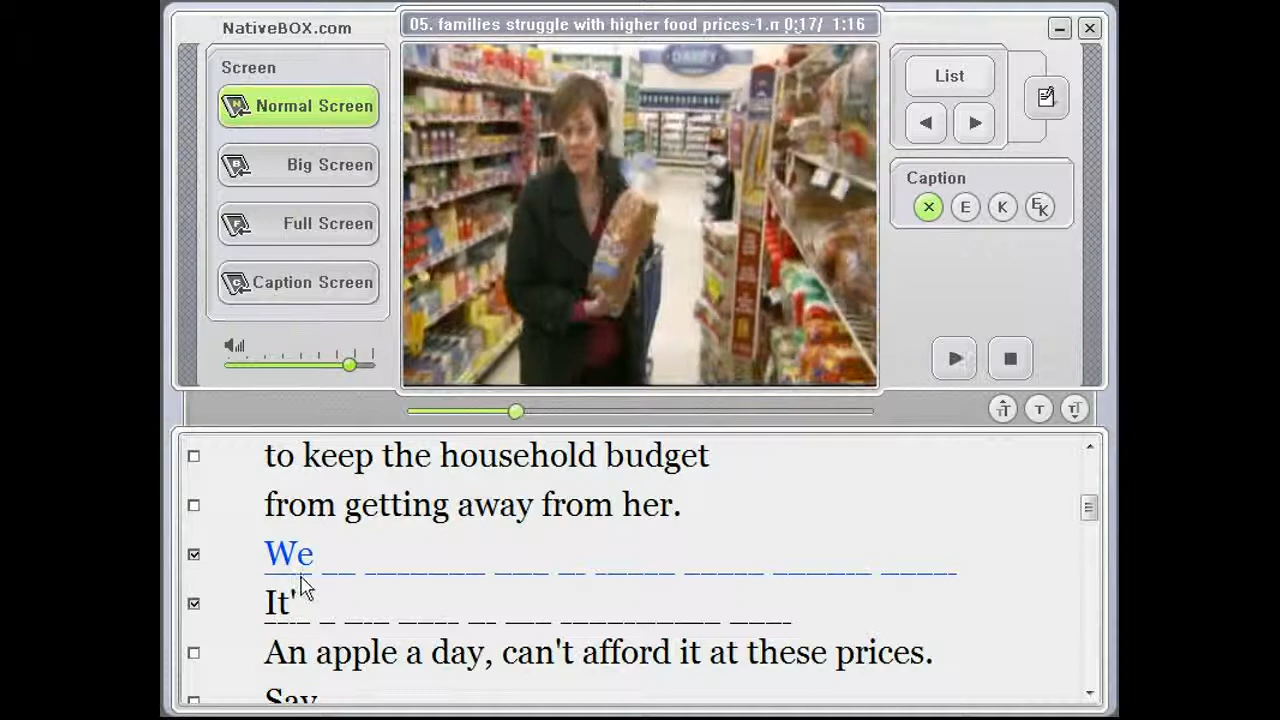 NativeBOX.com
05. families struggle with higher food prices-1.m 0:17/ 1:16
Screen
Normal Screen
Big Screen
Full Screen
Caption Screen
List
Caption
E
K
EK
T
T
T
DAIRY
to keep the household budget
from getting away from her.
We
It'
An apple a day, can't afford it at these prices.
Say